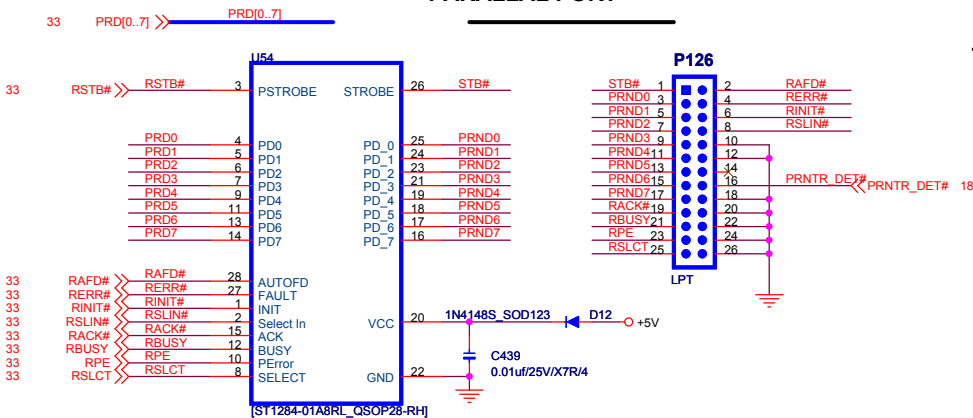 PRD[0..7]
33 PRD[0..7]
U54
P126
33 RSTB# RSTB# 3 PSTROBE STROBE 26 STB#
STB# 1 2 RAFD#
PRND0 3 4 RERR#
PRND1 5 6 RINIT#
PRND2 7 8 RSLIN#
PRD0 4 PD0 PD_0 25 PRND0
PRND3 9 10
PRD1 5 PD1 PD_1 24 PRND1
PRND4 11 12
PRD2 6 PD2 PD_2 23 PRND2
PRND5 13 14
PRD3 7 PD3 PD_3 21 PRND3
PRND6 15 16 PRNTR_DET# PRNTR_DET# 18
PRD4 9 PD4 PD_4 19 PRND4
PRND7 17 18
PRD5 11 PD5 PD_5 18 PRND5
RACK# 19 20
PRD6 13 PD6 PD_6 17 PRND6
RBUSY 21 22
PRD7 14 PD7 PD_7 16 PRND7
RPE 23 24
RSLCT 25 26
LPT
33 RAFD# RAFD# 28 AUTOFD
33 RERR# RERR# 27 FAULT
33 RINIT# RINIT# 1 INIT
33 RSLIN# RSLIN# 2 Select In VCC 20 1N4148S_SOD123 D12 +5V
33 RACK# RACK# 15 ACK
33 RBUSY RBUSY 12 BUSY
33 RPE RPE 10 PError
33 RSLCT RSLCT 8 SELECT GND 22
C439
0.01uf/25V/X7R/4
[ST1284-01A8RL_QSOP28-RH]